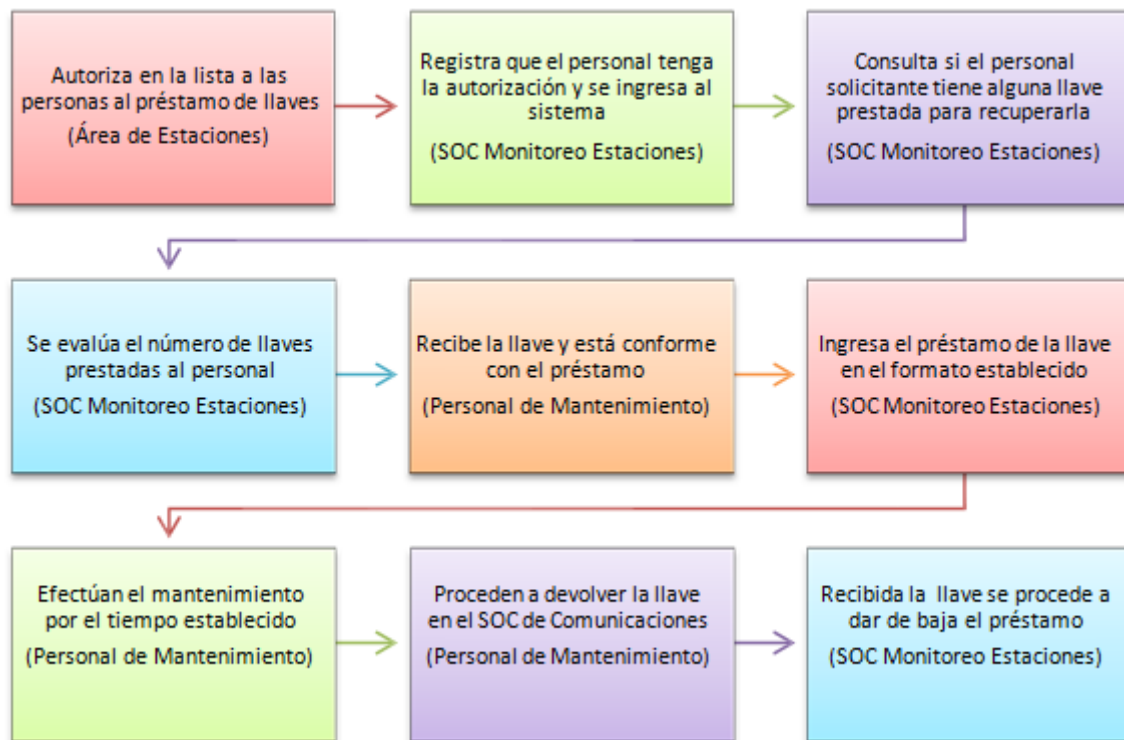 Autoriza en la lista a las
personas al préstamo de llaves
(Área de Estaciones)
Registra que el personal tenga
la autorización y se ingresa al
sistema
(SOC Monitoreo Estaciones)
Consulta si el personal
solicitante tiene alguna llave
prestada para recuperarla
(SOC Monitoreo Estaciones)
Se evalúa el número de llaves
prestadas al personal
(SOC Monitoreo Estaciones)
Recibe la llave y está conforme
con el préstamo
(Personal de Mantenimiento)
Ingresa el préstamo de la llave
en el formato establecido
(SOC Monitoreo Estaciones)
Efectúan el mantenimiento
por el tiempo establecido
(Personal de Mantenimiento)
Proceden a devolver la llave
en el SOC de Comunicaciones
(Personal de Mantenimiento)
Recibida la llave se procede a
dar de baja el préstamo
(SOC Monitoreo Estaciones)